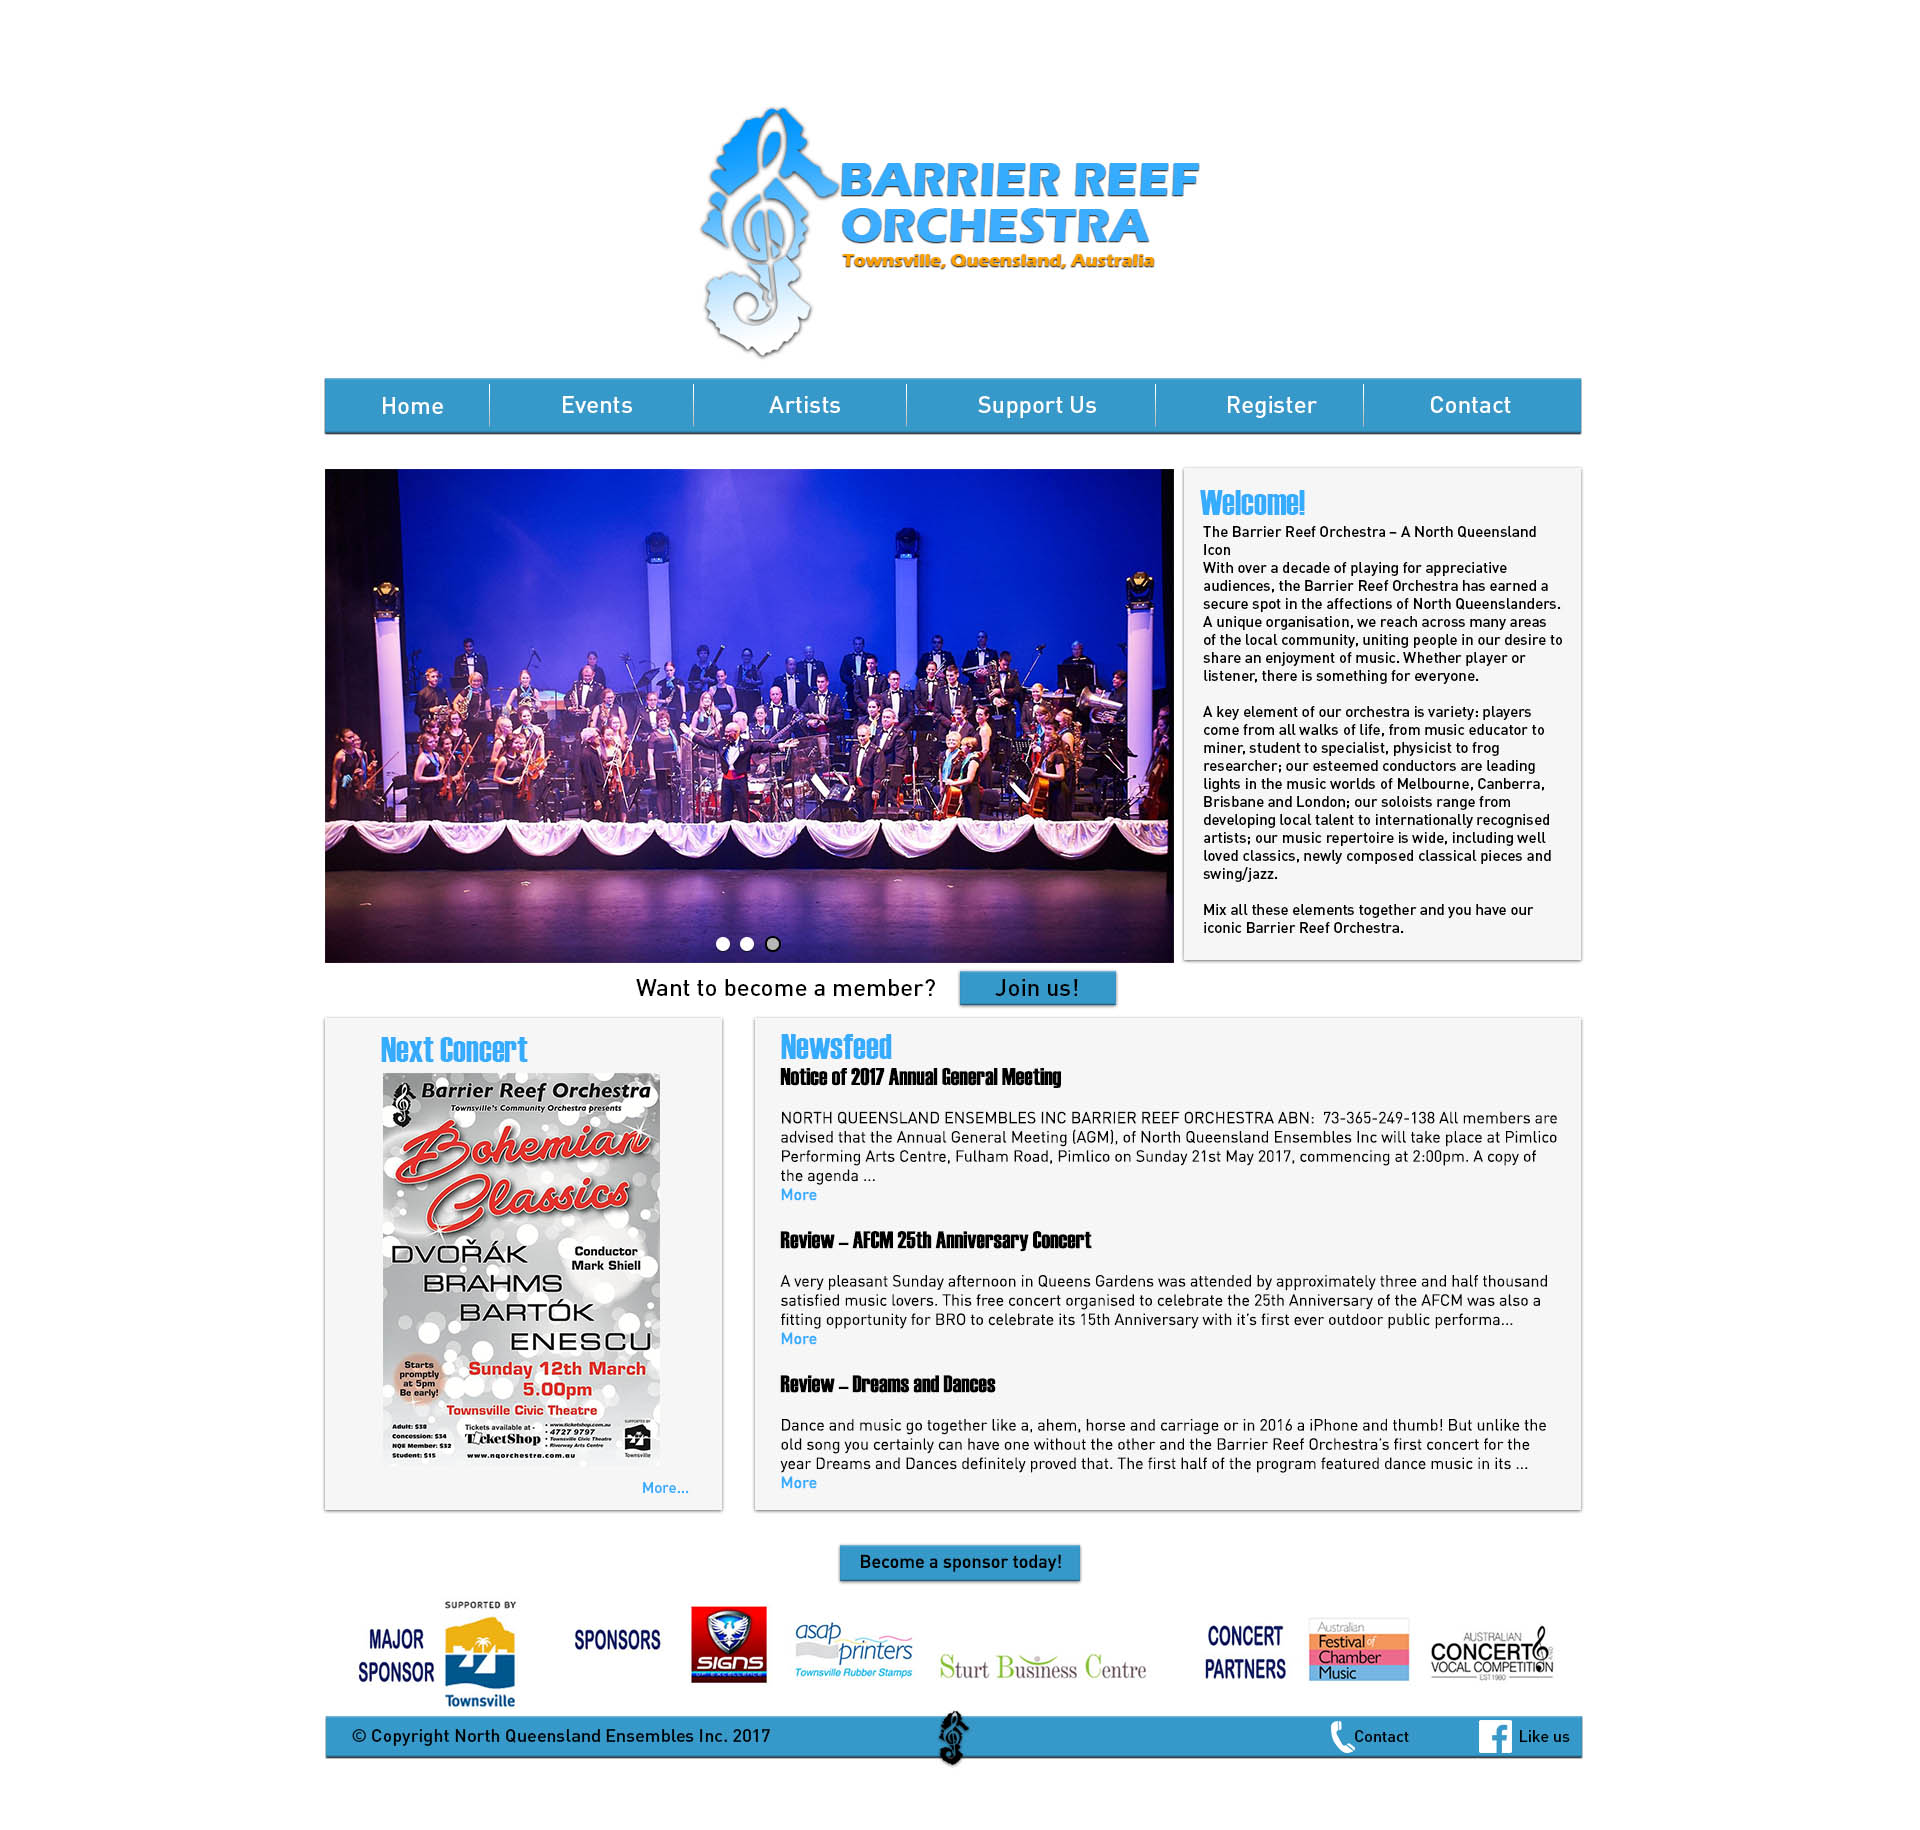 BARRIER REEF
ORCHESTRA
Townsville, Queensland, Australia
Home
Events
Artists
Support Us
Register
Contact
Welcome!
The Barrier Reef Orchestra – A North Queensland
Icon
With over a decade of playing for appreciative
audiences, the Barrier Reef Orchestra has earned a
secure spot in the affections of North Queenslanders.
A unique organisation, we reach across many areas
of the local community, uniting people in our desire to
share an enjoyment of music. Whether player or
listener, there is something for everyone.
A key element of our orchestra is variety: players
come from all walks of life, from music educator to
miner, student to specialist, physicist to frog
researcher; our esteemed conductors are leading
lights in the music worlds of Melbourne, Canberra,
Brisbane and London; our soloists range from
developing local talent to internationally recognised
artists; our music repertoire is wide, including well
loved classics, newly composed classical pieces and
swing/jazz.
Mix all these elements together and you have our
iconic Barrier Reef Orchestra.
Want to become a member?
Join us!
Next Concert
Barrier Reef Orchestra
Townsville's Community Orchestra presents
Bohemian
Classics
DVOŘÁK
BRAHMS
BARTÓK
ENESCU
Conductor
Mark Shiell
Starts
promptly
at 5pm
Be early!
Sunday 12th March
5.00pm
Townsville Civic Theatre
Adult: $38
Concession: $34
NQE Member: $32
Student: $15
Tickets available at -
TicketShop
• www.ticketshop.com.au
• 4727 9797
• Townsville Civic Theatre
• Riverway Arts Centre
www.nqorchestra.com.au
SUPPORTED BY
Townsville
More...
Newsfeed
Notice of 2017 Annual General Meeting
NORTH QUEENSLAND ENSEMBLES INC BARRIER REEF ORCHESTRA ABN:  73-365-249-138 All members are
advised that the Annual General Meeting (AGM), of North Queensland Ensembles Inc will take place at Pimlico
Performing Arts Centre, Fulham Road, Pimlico on Sunday 21st May 2017, commencing at 2:00pm. A copy of
the agenda ...
More
Review – AFCM 25th Anniversary Concert
A very pleasant Sunday afternoon in Queens Gardens was attended by approximately three and half thousand
satisfied music lovers. This free concert organised to celebrate the 25th Anniversary of the AFCM was also a
fitting opportunity for BRO to celebrate its 15th Anniversary with it's first ever outdoor public performa...
More
Review – Dreams and Dances
Dance and music go together like a, ahem, horse and carriage or in 2016 a iPhone and thumb! But unlike the
old song you certainly can have one without the other and the Barrier Reef Orchestra's first concert for the
year Dreams and Dances definitely proved that. The first half of the program featured dance music in its ...
More
Become a sponsor today!
MAJOR
SPONSOR
SUPPORTED BY
Townsville
SPONSORS
SIGNS
OF EXCELLENCE
asap
printers
Townsville Rubber Stamps
Sturt Business Centre
CONCERT
PARTNERS
Australian
Festival of
Chamber
Music
AUSTRALIAN
CONCERTO
VOCAL COMPETITION
EST 1980
© Copyright North Queensland Ensembles Inc. 2017
Contact
Like us